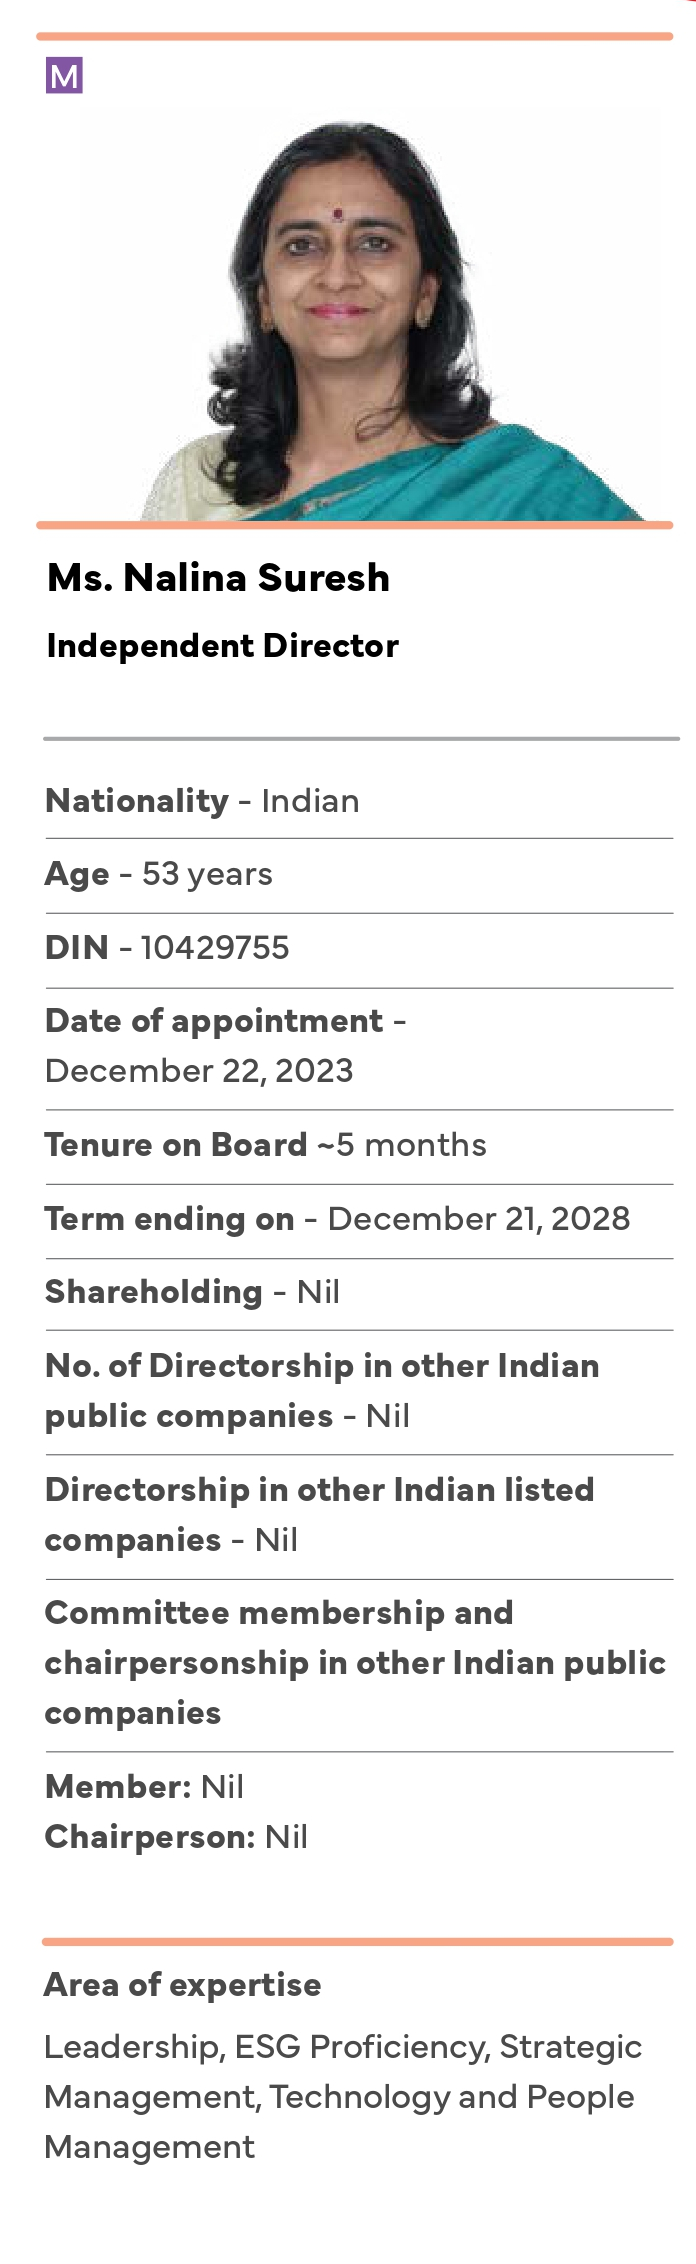 M
Ms. Nalina Suresh
Independent Director
Nationality - Indian
Age - 53 years
DIN - 10429755
Date of appointment -
December 22, 2023
Tenure on Board ~5 months
Term ending on - December 21, 2028
Shareholding - Nil
No. of Directorship in other Indian
public companies - Nil
Directorship in other Indian listed
companies - Nil
Committee membership and
chairpersonship in other Indian public
companies
Member: Nil
Chairperson: Nil
Area of expertise
Leadership, ESG Proficiency, Strategic
Management, Technology and People
Management